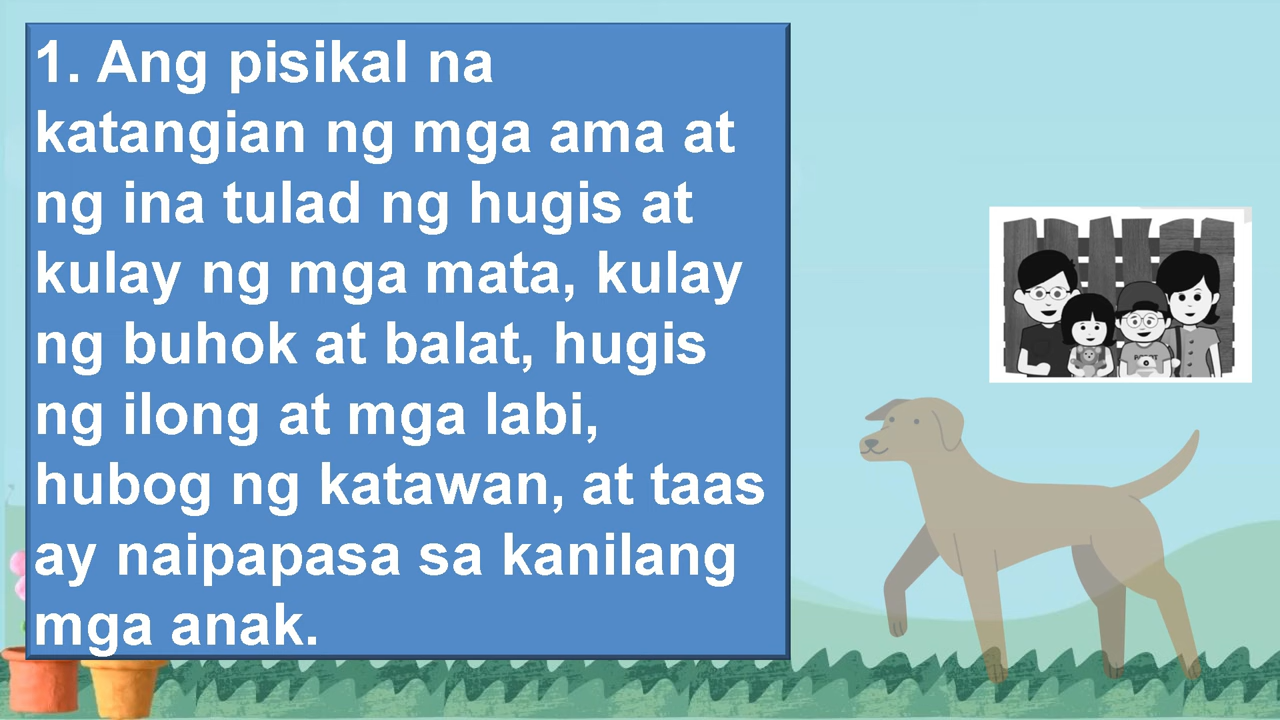 1. Ang pisikal na
katangian ng mga ama at
ng ina tulad ng hugis at
kulay ng mga mata, kulay
ng buhok at balat, hugis
ng ilong at mga labi,
hubog ng katawan, at taas
ay naipapasa sa kanilang
mga anak.